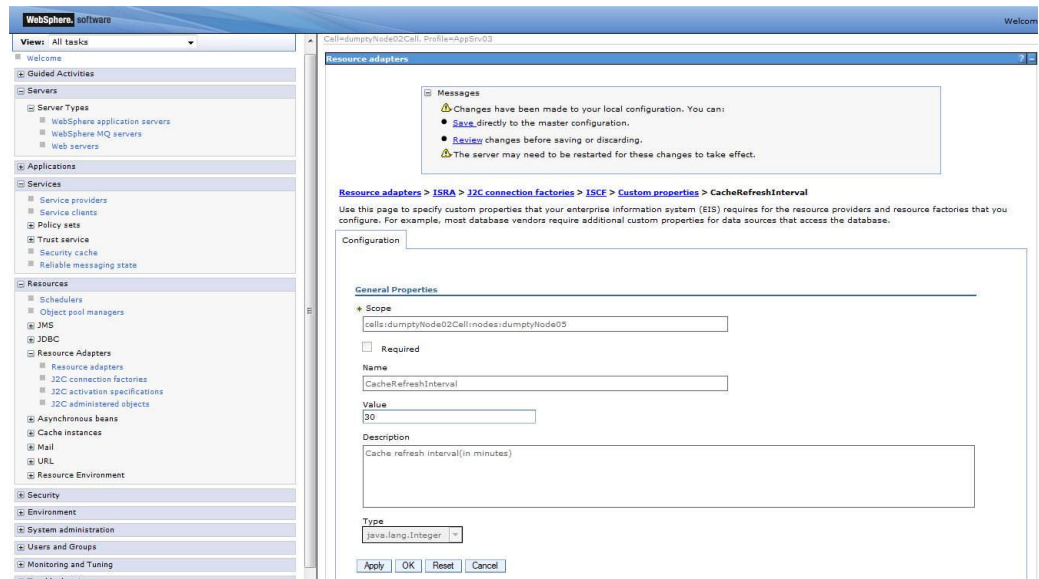 WebSphere. software
Welcom
View: All tasks
Cell=dumptyNode02Cell, Profile=AppSrv03
Welcome
Guided Activities
Servers
Server Types
WebSphere application servers
WebSphere MQ servers
Web servers
Applications
Services
Service providers
Service clients
Policy sets
Trust service
Security cache
Reliable messaging state
Resources
Schedulers
Object pool managers
JMS
JDBC
Resource Adapters
Resource adapters
J2C connection factories
J2C activation specifications
J2C administered objects
Asynchronous beans
Cache instances
Mail
URL
Resource Environment
Security
Environment
System administration
Users and Groups
Monitoring and Tuning
Resource adapters
? –
Messages
Changes have been made to your local configuration. You can:
Save directly to the master configuration.
Review changes before saving or discarding.
The server may need to be restarted for these changes to take effect.
Resource adapters > ISRA > J2C connection factories > ISCF > Custom properties > CacheRefreshInterval
Use this page to specify custom properties that your enterprise information system (EIS) requires for the resource providers and resource factories that you
configure. For example, most database vendors require additional custom properties for data sources that access the database.
Configuration
General Properties
Scope
cells:dumptyNode02Cell:nodes:dumptyNode05
Required
Name
CacheRefreshInterval
Value
30
Description
Cache refresh interval(in minutes)
Type
java.lang.Integer
Apply OK Reset Cancel